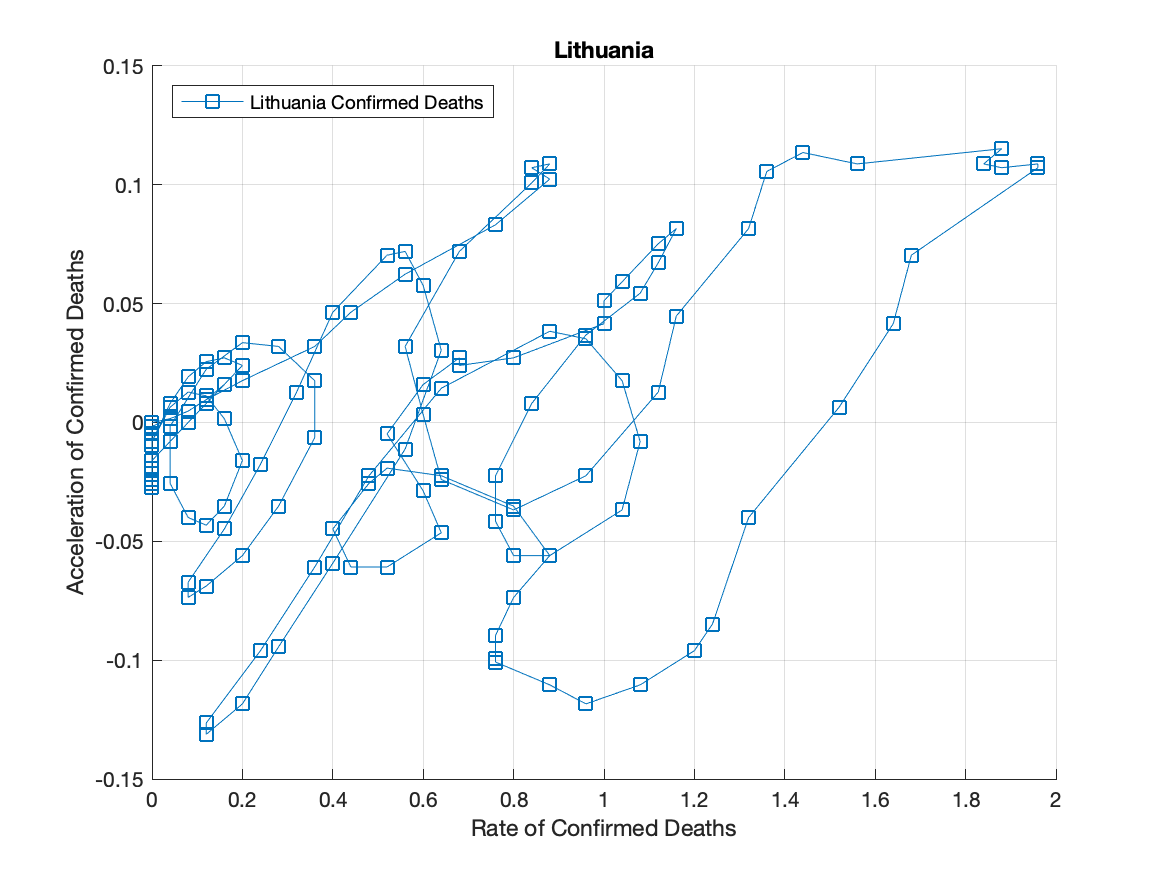 Lithuania
0.15
Lithuania Confirmed Deaths
0.1
0.05
0
-0.05
-0.1
-0.15
Acceleration of Confirmed Deaths
0 0.2 0.4 0.6 0.8 1 1.2 1.4 1.6 1.8 2
Rate of Confirmed Deaths